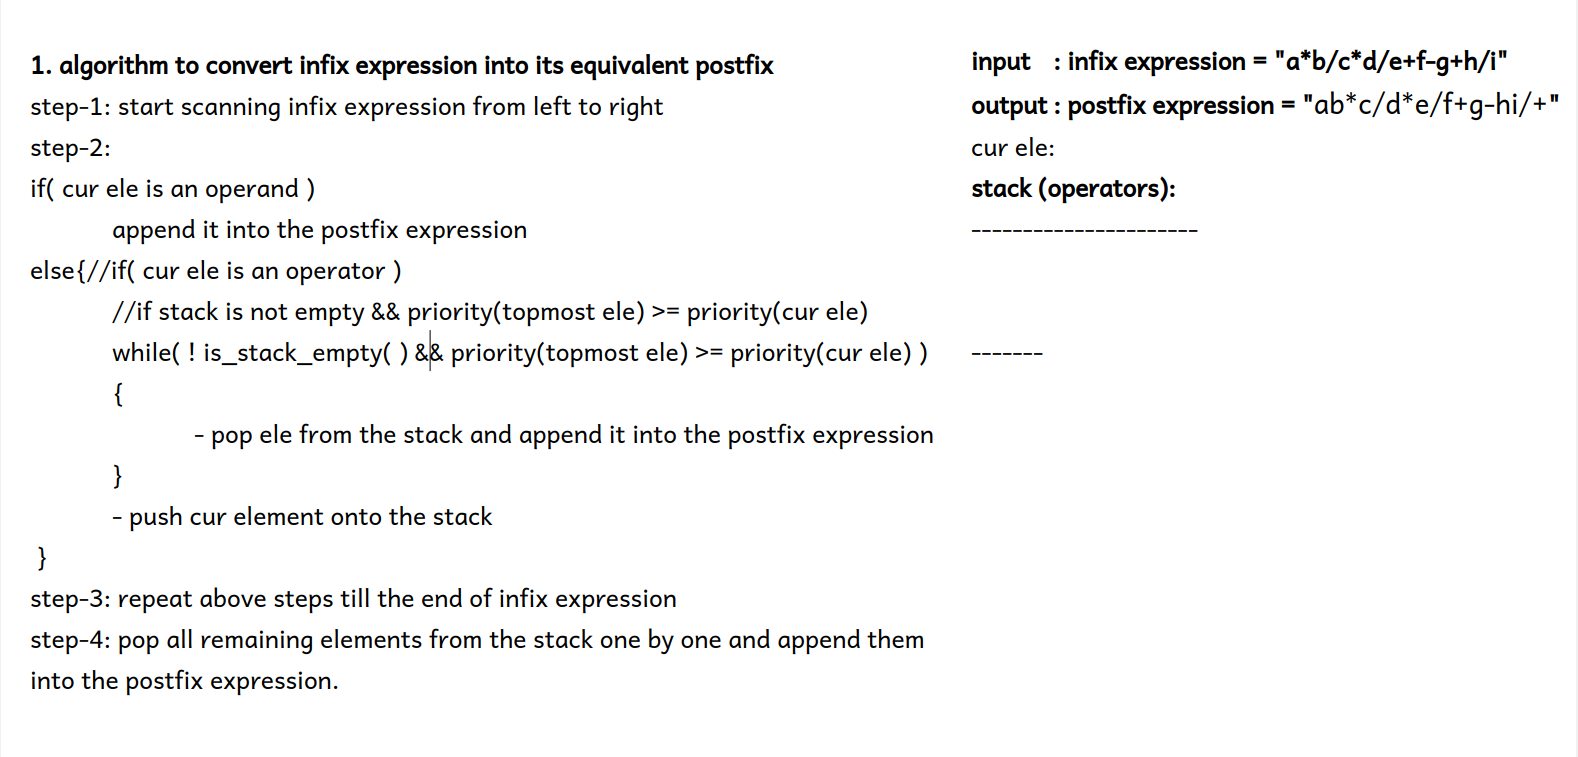 1. algorithm to convert infix expression into its equivalent postfix
step-1: start scanning infix expression from left to right
step-2:
if( cur ele is an operand )
append it into the postfix expression
else{//if( cur ele is an operator )
//if stack is not empty && priority(topmost ele) >= priority(cur ele)
while( ! is_stack_empty( ) && priority(topmost ele) >= priority(cur ele) )
{
- pop ele from the stack and append it into the postfix expression
}
- push cur element onto the stack
}
step-3: repeat above steps till the end of infix expression
step-4: pop all remaining elements from the stack one by one and append them
into the postfix expression.
input : infix expression = "a*b/c*d/e+f-g+h/i"
output : postfix expression = "ab*c/d*e/f+g-hi/+"
cur ele:
stack (operators):
----------------------
-------